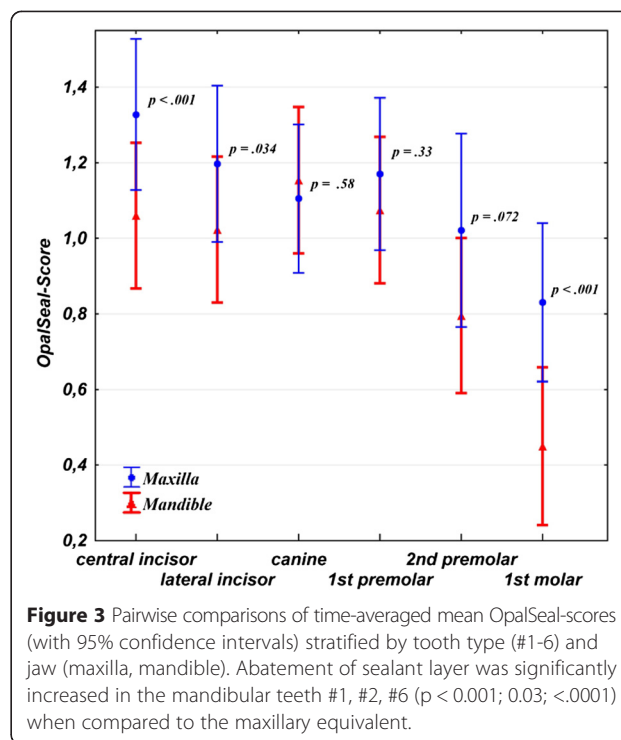 1,4
1,2
1,0
0,8
0,6
0,4
0,2
OpalSeal-Score
p < .001
p = .034
p = .58
p = .33
p = .072
p < .001
Maxilla
Mandible
central incisor
lateral incisor
canine
1st premolar
2nd premolar
1st molar
Figure 3 Pairwise comparisons of time-averaged mean OpalSeal-scores
(with 95% confidence intervals) stratified by tooth type (#1-6) and
jaw (maxilla, mandible). Abatement of sealant layer was significantly
increased in the mandibular teeth #1, #2, #6 (p < 0.001; 0.03; <.0001)
when compared to the maxillary equivalent.